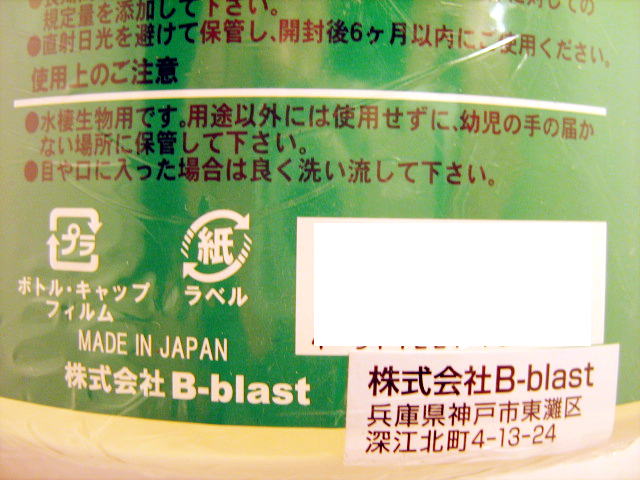 規定量を添加して下さい。
●直射日光を避けて保管し、開封後6ヶ月以内にご使用ください。
使用上のご注意
●水棲生物用です。用途以外には使用せずに、幼児の手の届か
ない場所に保管して下さい。
●目や口に入った場合は良く洗い流して下さい。
プラ
紙
ボトル・キャップ
フィルム
ラベル
MADE IN JAPAN
株式会社 B-blast
株式会社B-blast
兵庫県神戸市東灘区
深江北町4-13-24